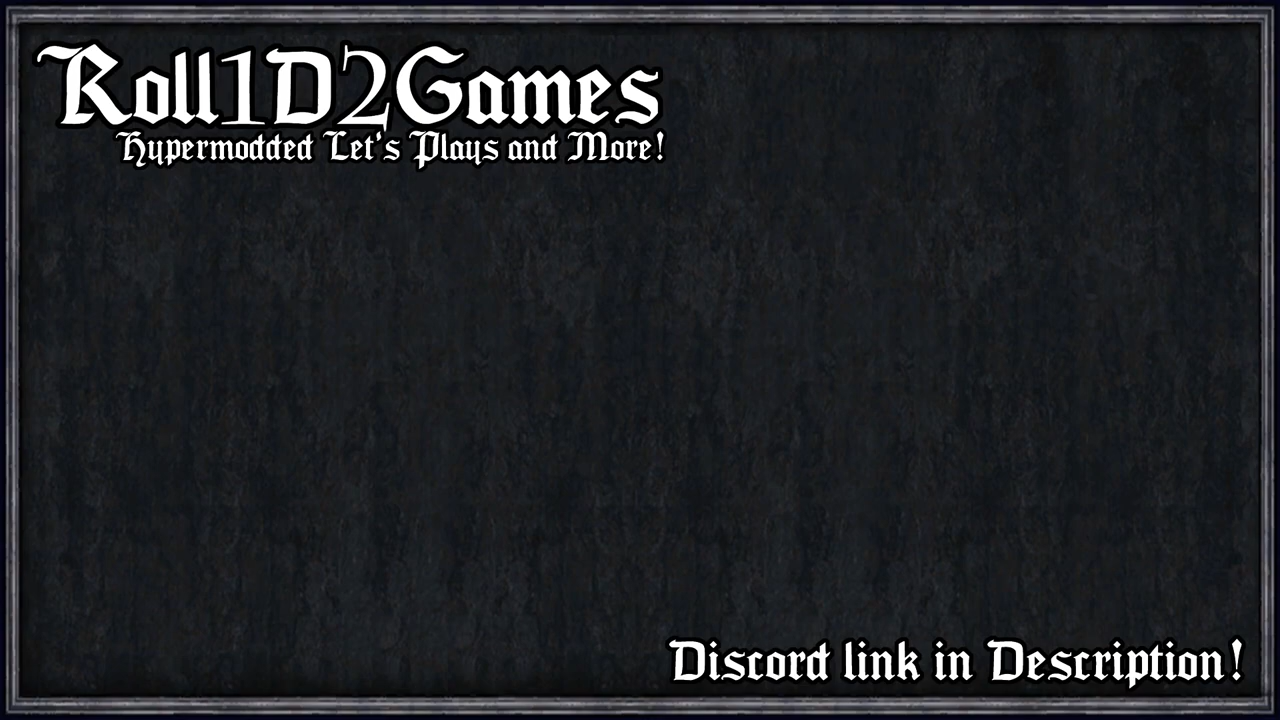 Roll1D2Games
Hypermodded Let's Plays and More!
Discord link in Description!